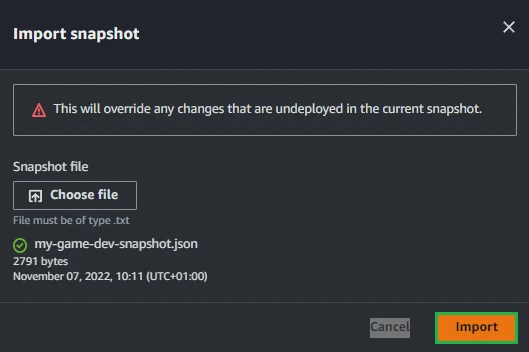 Import snapshot
This will override any changes that are undeployed in the current snapshot.
Snapshot file
Choose file
File must be of type .txt
my-game-dev-snapshot.json
2791 bytes
November 07, 2022, 10:11 (UTC+01:00)
Cancel
Import